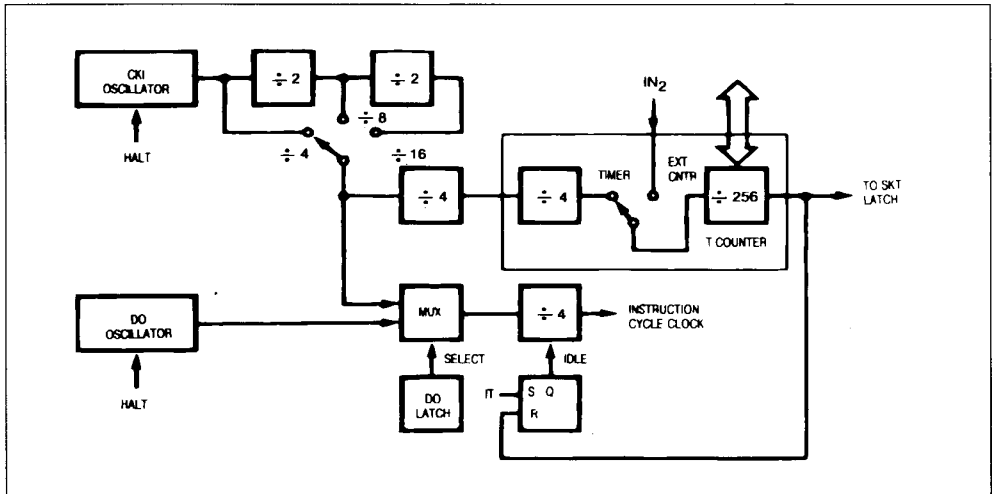 CKI
OSCILLATOR
÷ 2
÷ 2
÷ 8
÷ 4
÷ 16
HALT
IN2
÷ 4
÷ 4
TIMER
EXT
CNTR
÷ 256
T COUNTER
TO SKT
LATCH
DO
OSCILLATOR
MUX
÷ 4
INSTRUCTION
CYCLE CLOCK
HALT
SELECT
IDLE
DO
LATCH
IT
S Q
R